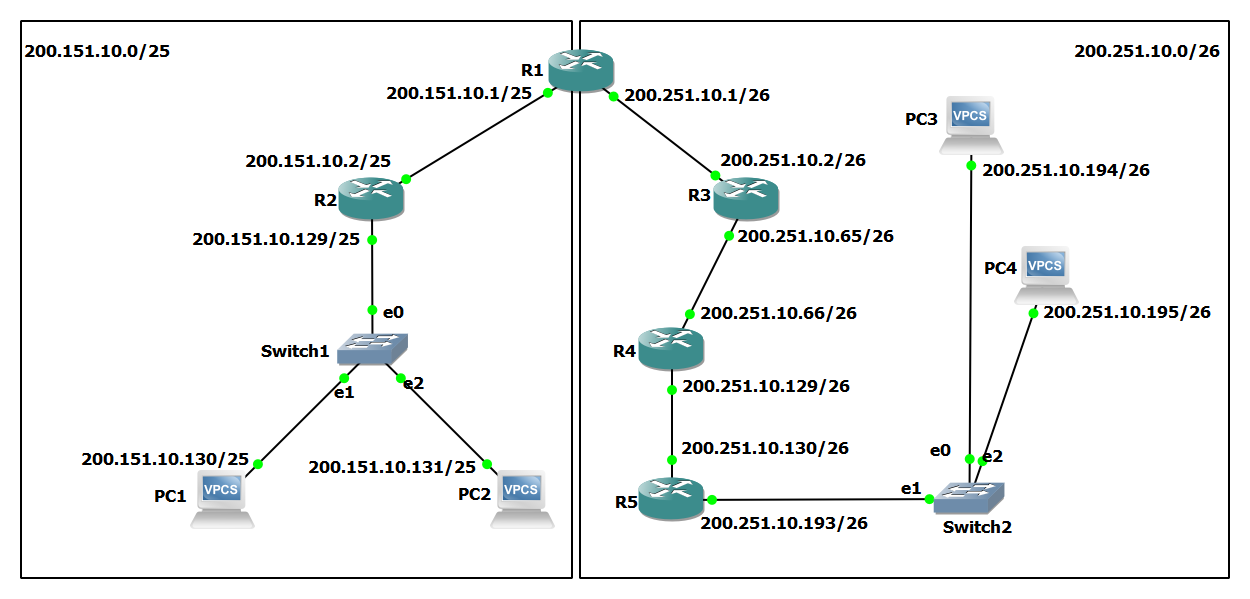 200.151.10.0/25
200.251.10.0/26
R1
200.151.10.1/25
200.251.10.1/26
PC3
VPCS
200.151.10.2/25
200.251.10.2/26
200.251.10.194/26
R2
R3
200.151.10.129/25
200.251.10.65/26
PC4
VPCS
e0
200.251.10.66/26
200.251.10.195/26
Switch1
R4
e1
e2
200.251.10.129/26
200.151.10.130/25
200.151.10.131/25
200.251.10.130/26
e0
e2
PC1
VPCS
PC2
VPCS
R5
e1
200.251.10.193/26
Switch2